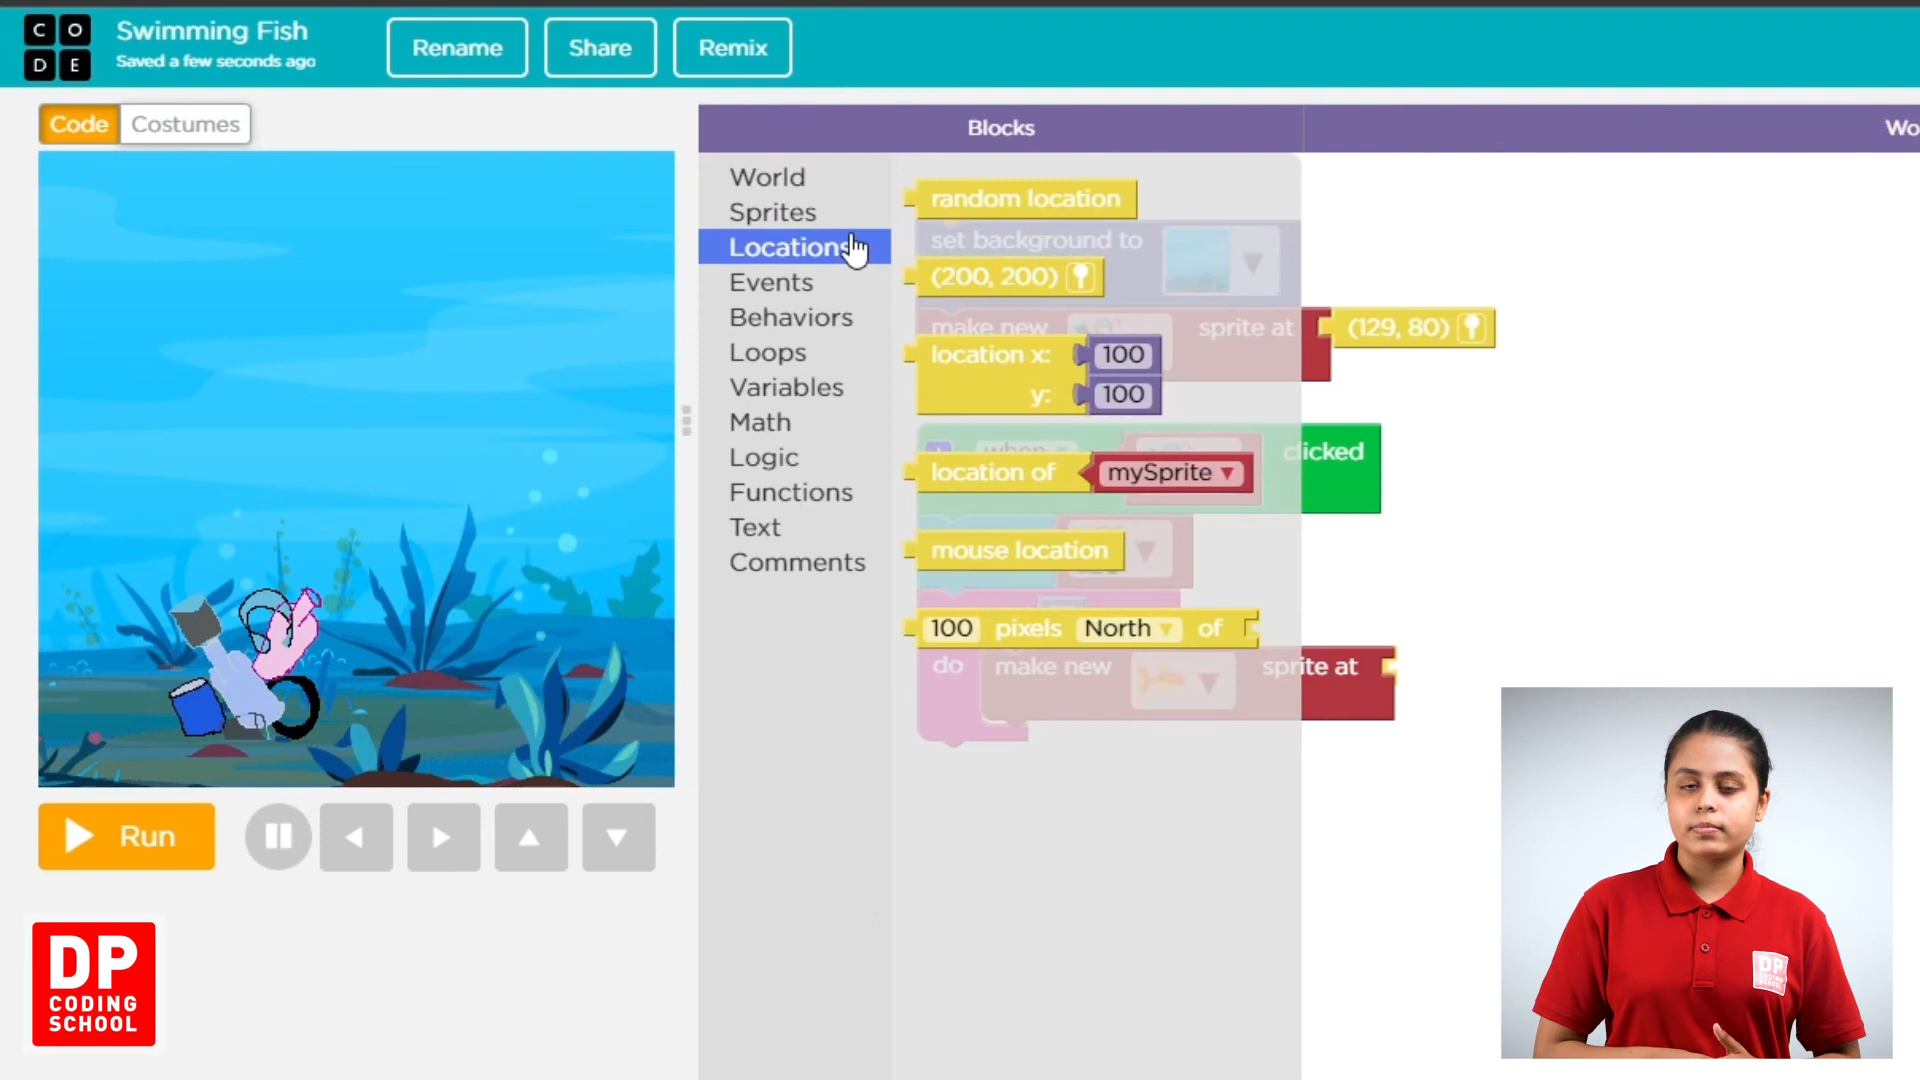 C O
D E
Swimming Fish
Saved a few seconds ago
Rename
Share
Remix
Code
Costumes
Blocks
Wo
World
Sprites
Locations
Events
Behaviors
Loops
Variables
Math
Logic
Functions
Text
Comments
random location
set background to
(200, 200)
make new
sprite at
(129, 80)
location x: 100
y: 100
when
clicked
location of mySprite
mouse location
100 pixels North of
do make new
sprite at
Run
DP
CODING
SCHOOL
DP